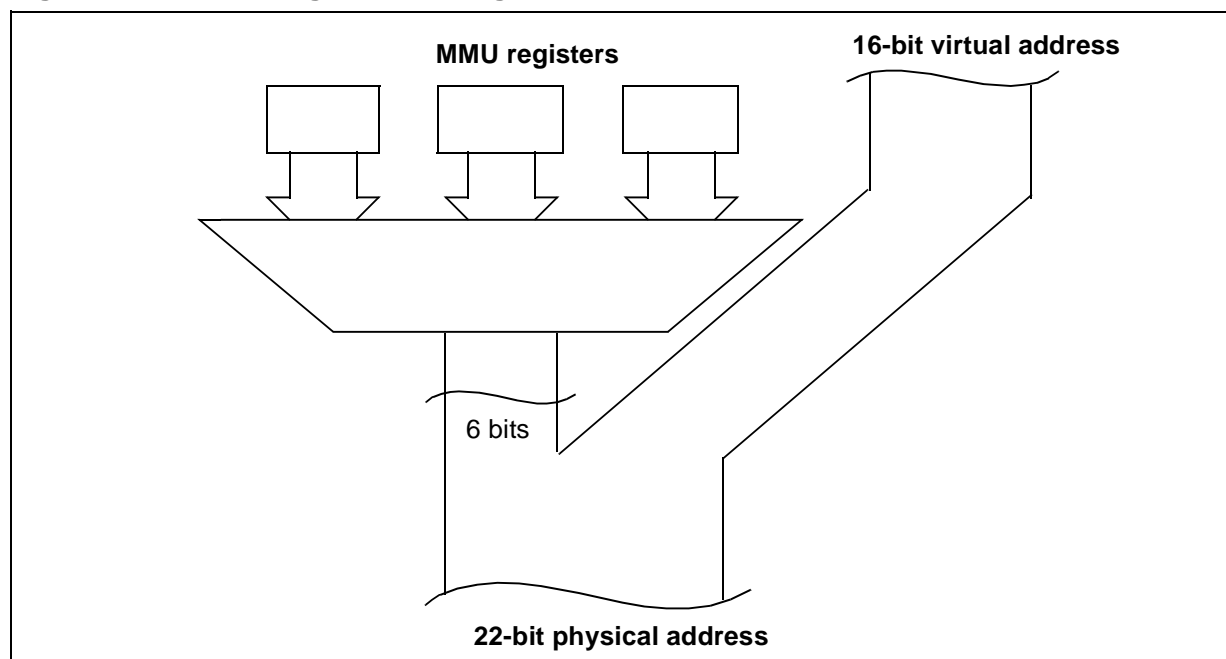 MMU registers
16-bit virtual address
6 bits
22-bit physical address